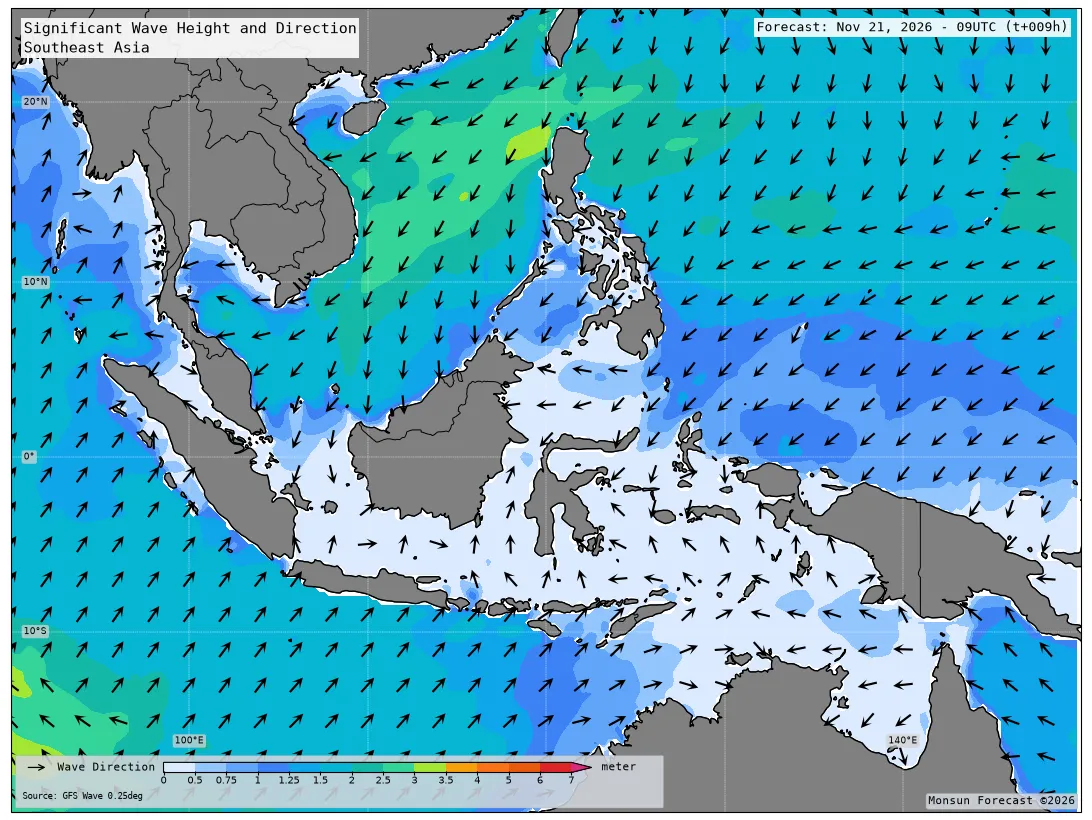 Significant Wave Height and Direction
Southeast Asia
Forecast: Nov 21, 2026 - 09UTC (t+009h)
20°N
10°N
0°
10°S
100°E
140°E
Wave Direction
0 0.5 0.75 1 1.25 1.5 2 2.5 3 3.5 4 5 6 7
meter
Source: GFS Wave 0.25deg
Monsun Forecast ©2026